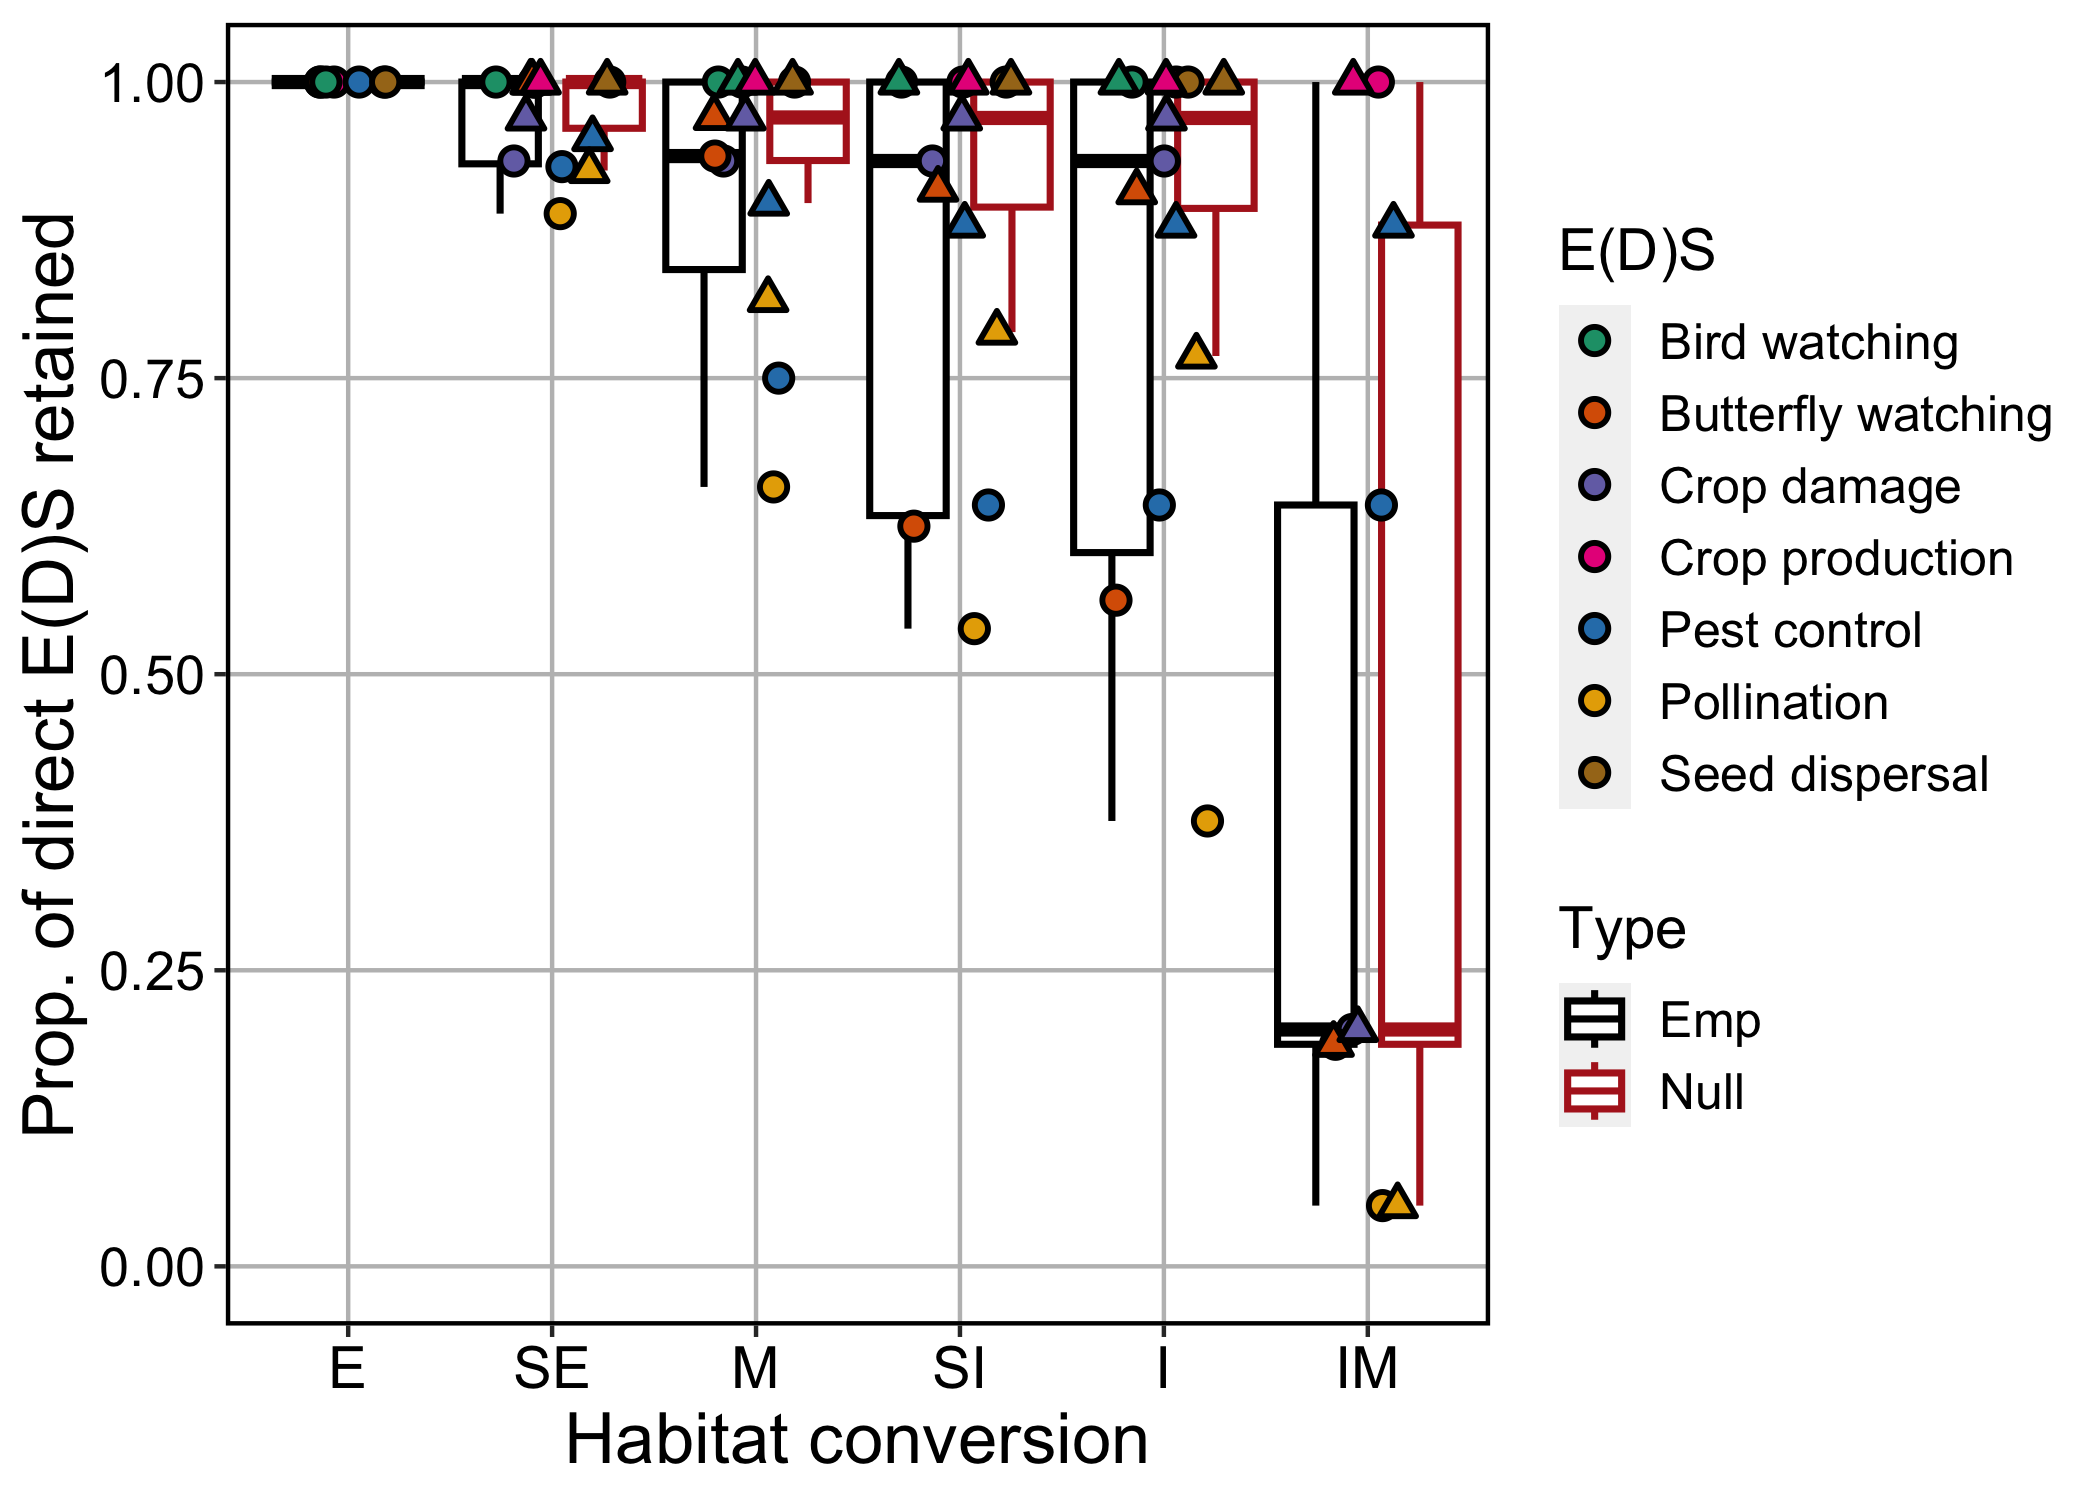 Prop. of direct E(D)S retained
1.00
0.75
0.50
0.25
0.00
E SE M SI I IM
Habitat conversion
E(D)S
Bird watching
Butterfly watching
Crop damage
Crop production
Pest control
Pollination
Seed dispersal
Type
Emp
Null